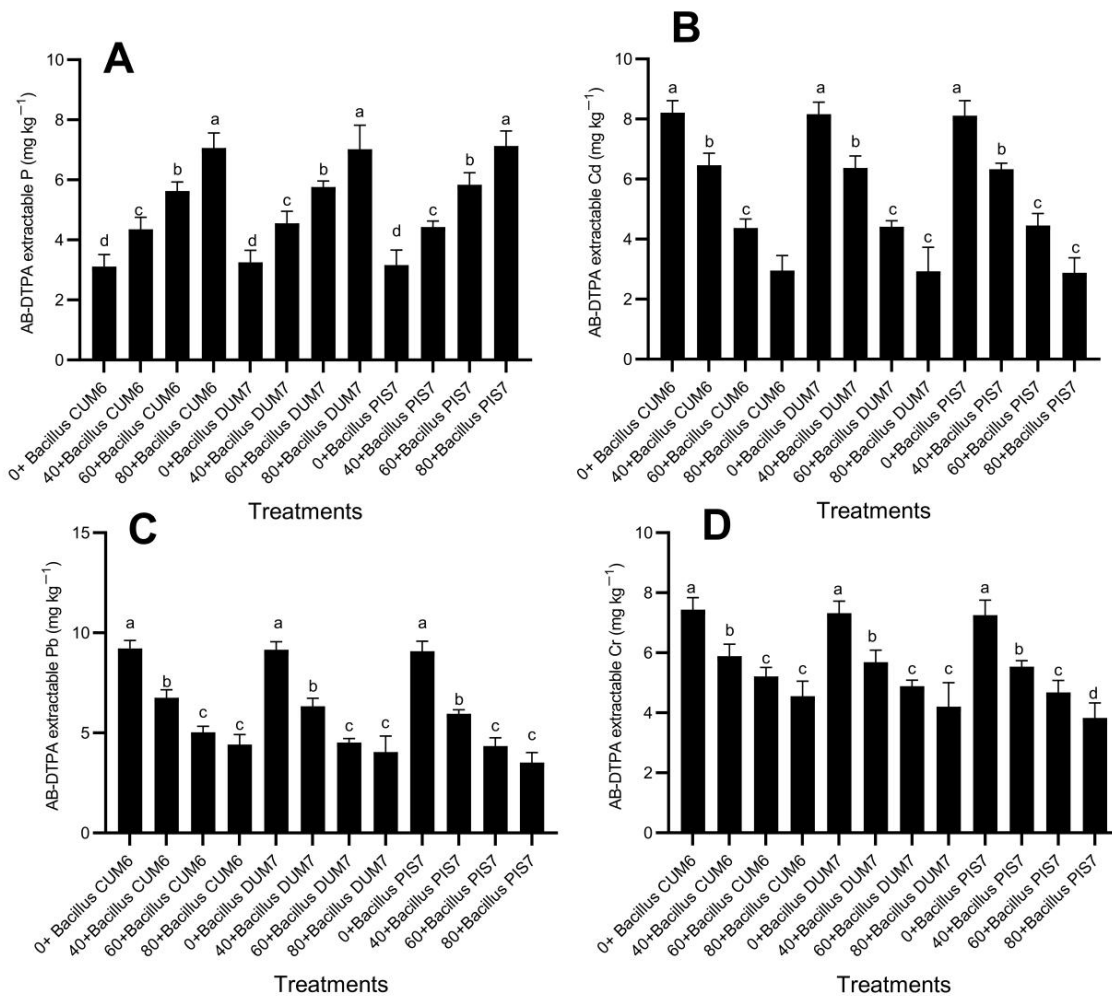 A
AB-DTPA extractable P (mg kg−1)
10
8
6
4
2
0
d
c
b
a
d
c
b
a
d
c
b
a
0+ Bacillus CUM6
40+Bacillus CUM6
60+Bacillus CUM6
80+Bacillus CUM6
0+Bacillus DUM7
40+Bacillus DUM7
60+Bacillus DUM7
80+Bacillus DUM7
0+Bacillus PIS7
40+Bacillus PIS7
60+Bacillus PIS7
80+Bacillus PIS7
Treatments
B
AB-DTPA extractable Cd (mg kg−1)
10
8
6
4
2
0
a
b
c
a
b
c
c
a
b
c
c
0+ Bacillus CUM6
40+Bacillus CUM6
60+Bacillus CUM6
80+Bacillus CUM6
0+Bacillus DUM7
40+Bacillus DUM7
60+Bacillus DUM7
80+Bacillus DUM7
0+Bacillus PIS7
40+Bacillus PIS7
60+Bacillus PIS7
80+Bacillus PIS7
Treatments
C
AB-DTPA extractable Pb (mg kg−1)
15
10
5
0
a
b
c
c
a
b
c
c
a
b
c
c
0+ Bacillus CUM6
40+Bacillus CUM6
60+Bacillus CUM6
80+Bacillus CUM6
0+Bacillus DUM7
40+Bacillus DUM7
60+Bacillus DUM7
80+Bacillus DUM7
0+Bacillus PIS7
40+Bacillus PIS7
60+Bacillus PIS7
80+Bacillus PIS7
Treatments
D
AB-DTPA extractable Cr (mg kg−1)
10
8
6
4
2
0
a
b
c
c
a
b
c
c
a
b
c
d
0+ Bacillus CUM6
40+Bacillus CUM6
60+Bacillus CUM6
80+Bacillus CUM6
0+Bacillus DUM7
40+Bacillus DUM7
60+Bacillus DUM7
80+Bacillus DUM7
0+Bacillus PIS7
40+Bacillus PIS7
60+Bacillus PIS7
80+Bacillus PIS7
Treatments